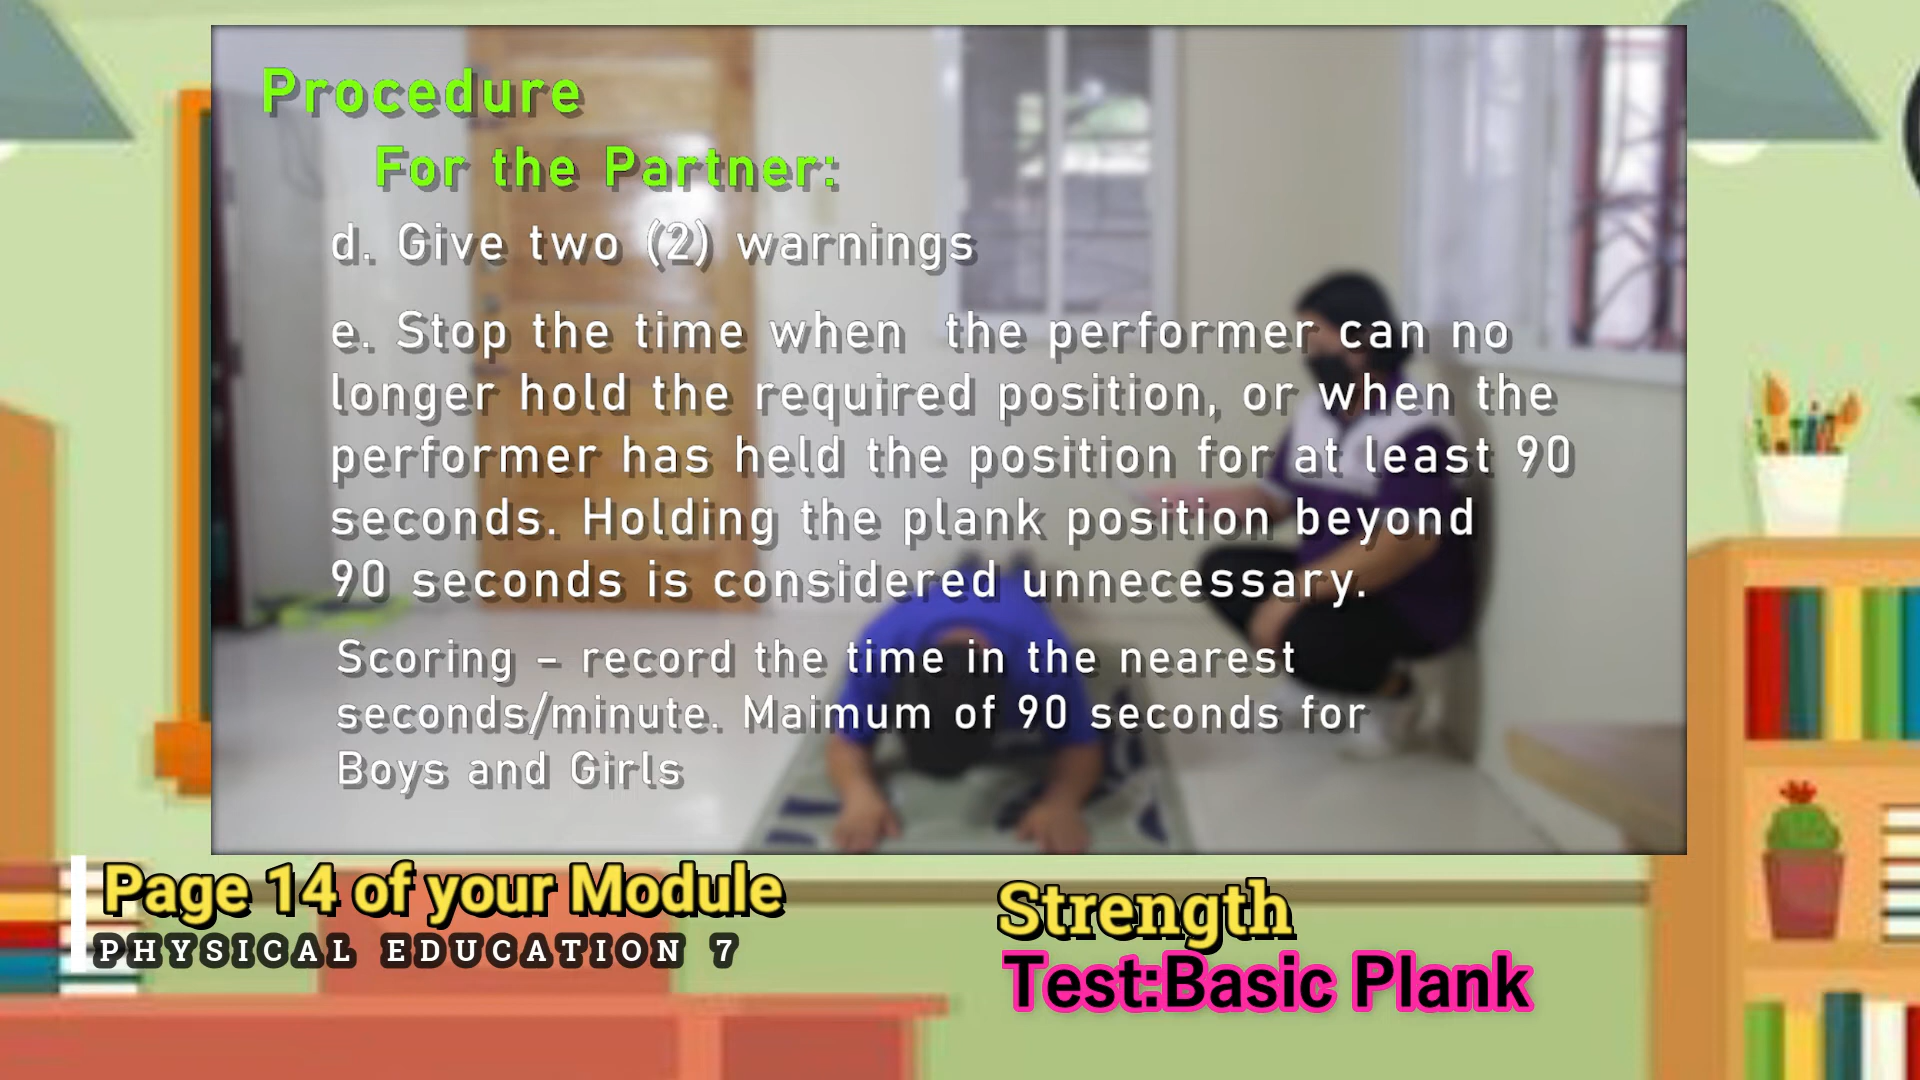 Procedure
For the Partner:
d. Give two (2) warnings
e. Stop the time when the performer can no
longer hold the required position, or when the
performer has held the position for at least 90
seconds. Holding the plank position beyond
90 seconds is considered unnecessary.
Scoring – record the time in the nearest
seconds/minute. Maimum of 90 seconds for
Boys and Girls
Page 14 of your Module
PHYSICAL EDUCATION 7
Strength
Test:Basic Plank